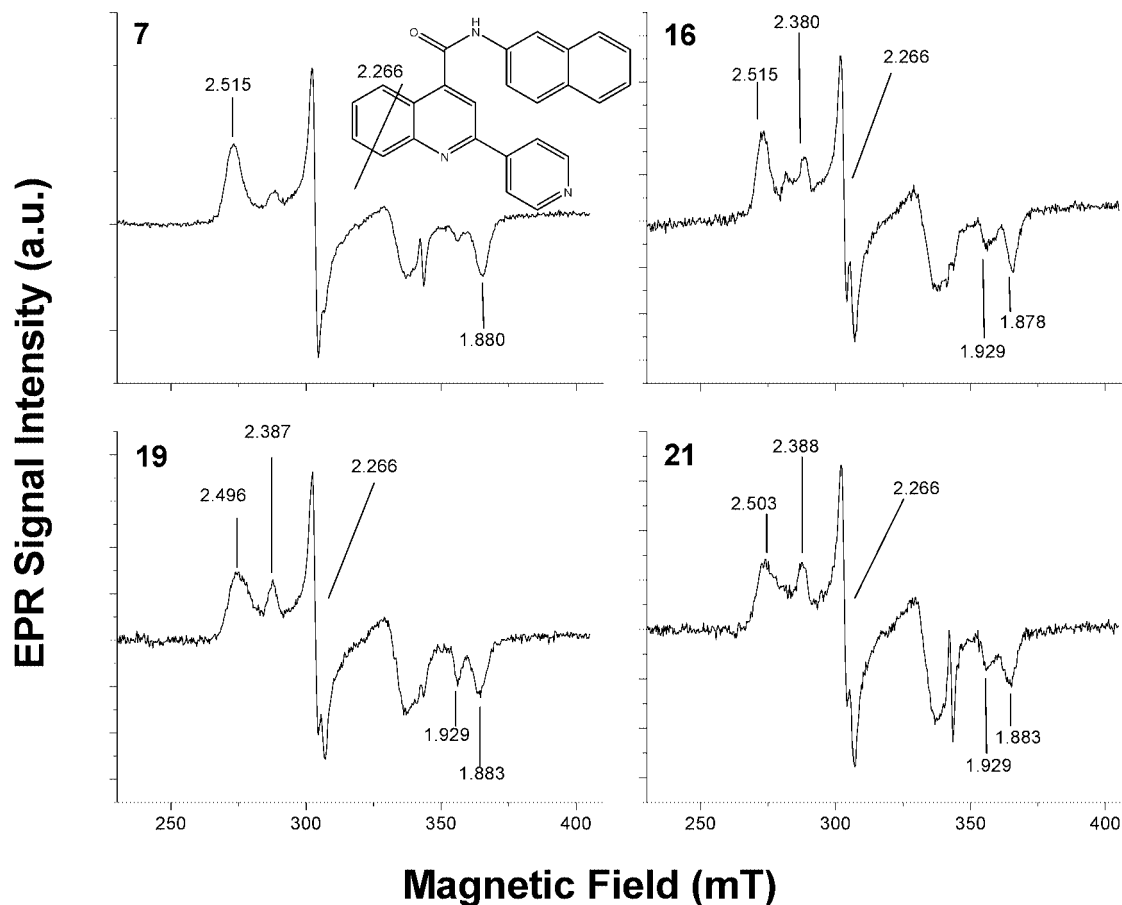 EPR Signal Intensity (a.u.)
7
2.515
2.266
1.880
O
H
N
N
N
16
2.515
2.380
2.266
1.929
1.878
19
2.496
2.387
2.266
1.929
1.883
250 300 350 400
21
2.503
2.388
2.266
1.929
1.883
250 300 350 400
Magnetic Field (mT)